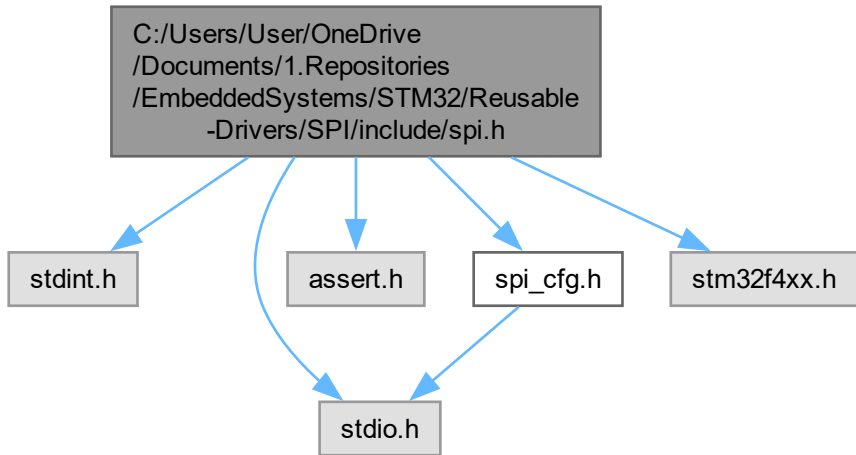 C:/Users/User/OneDrive
/Documents/1.Repositories
/EmbeddedSystems/STM32/Reusable
-Drivers/SPI/include/spi.h
stdint.h
assert.h
spi_cfg.h
stm32f4xx.h
stdio.h